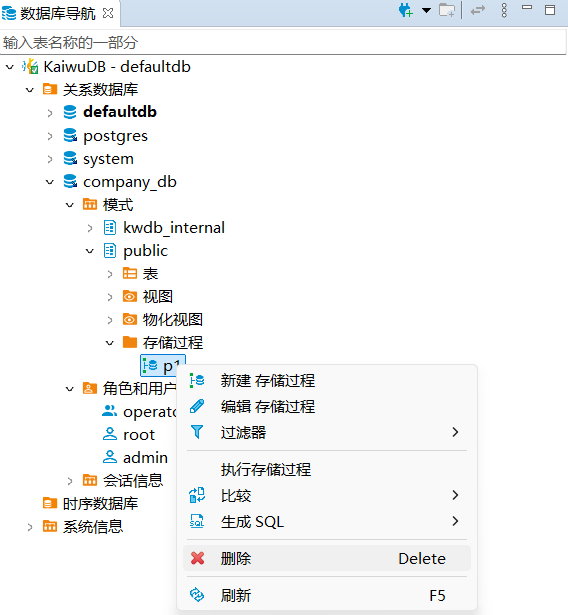 数据库导航
输入表名称的一部分
KaiwuDB - defaultdb
关系数据库
defaultdb
postgres
system
company_db
模式
kwdb_internal
public
表
视图
物化视图
存储过程
p1
新建 存储过程
编辑 存储过程
过滤器
执行存储过程
比较
生成 SQL
删除 Delete
刷新 F5
角色和用户
operato
root
admin
会话信息
时序数据库
系统信息